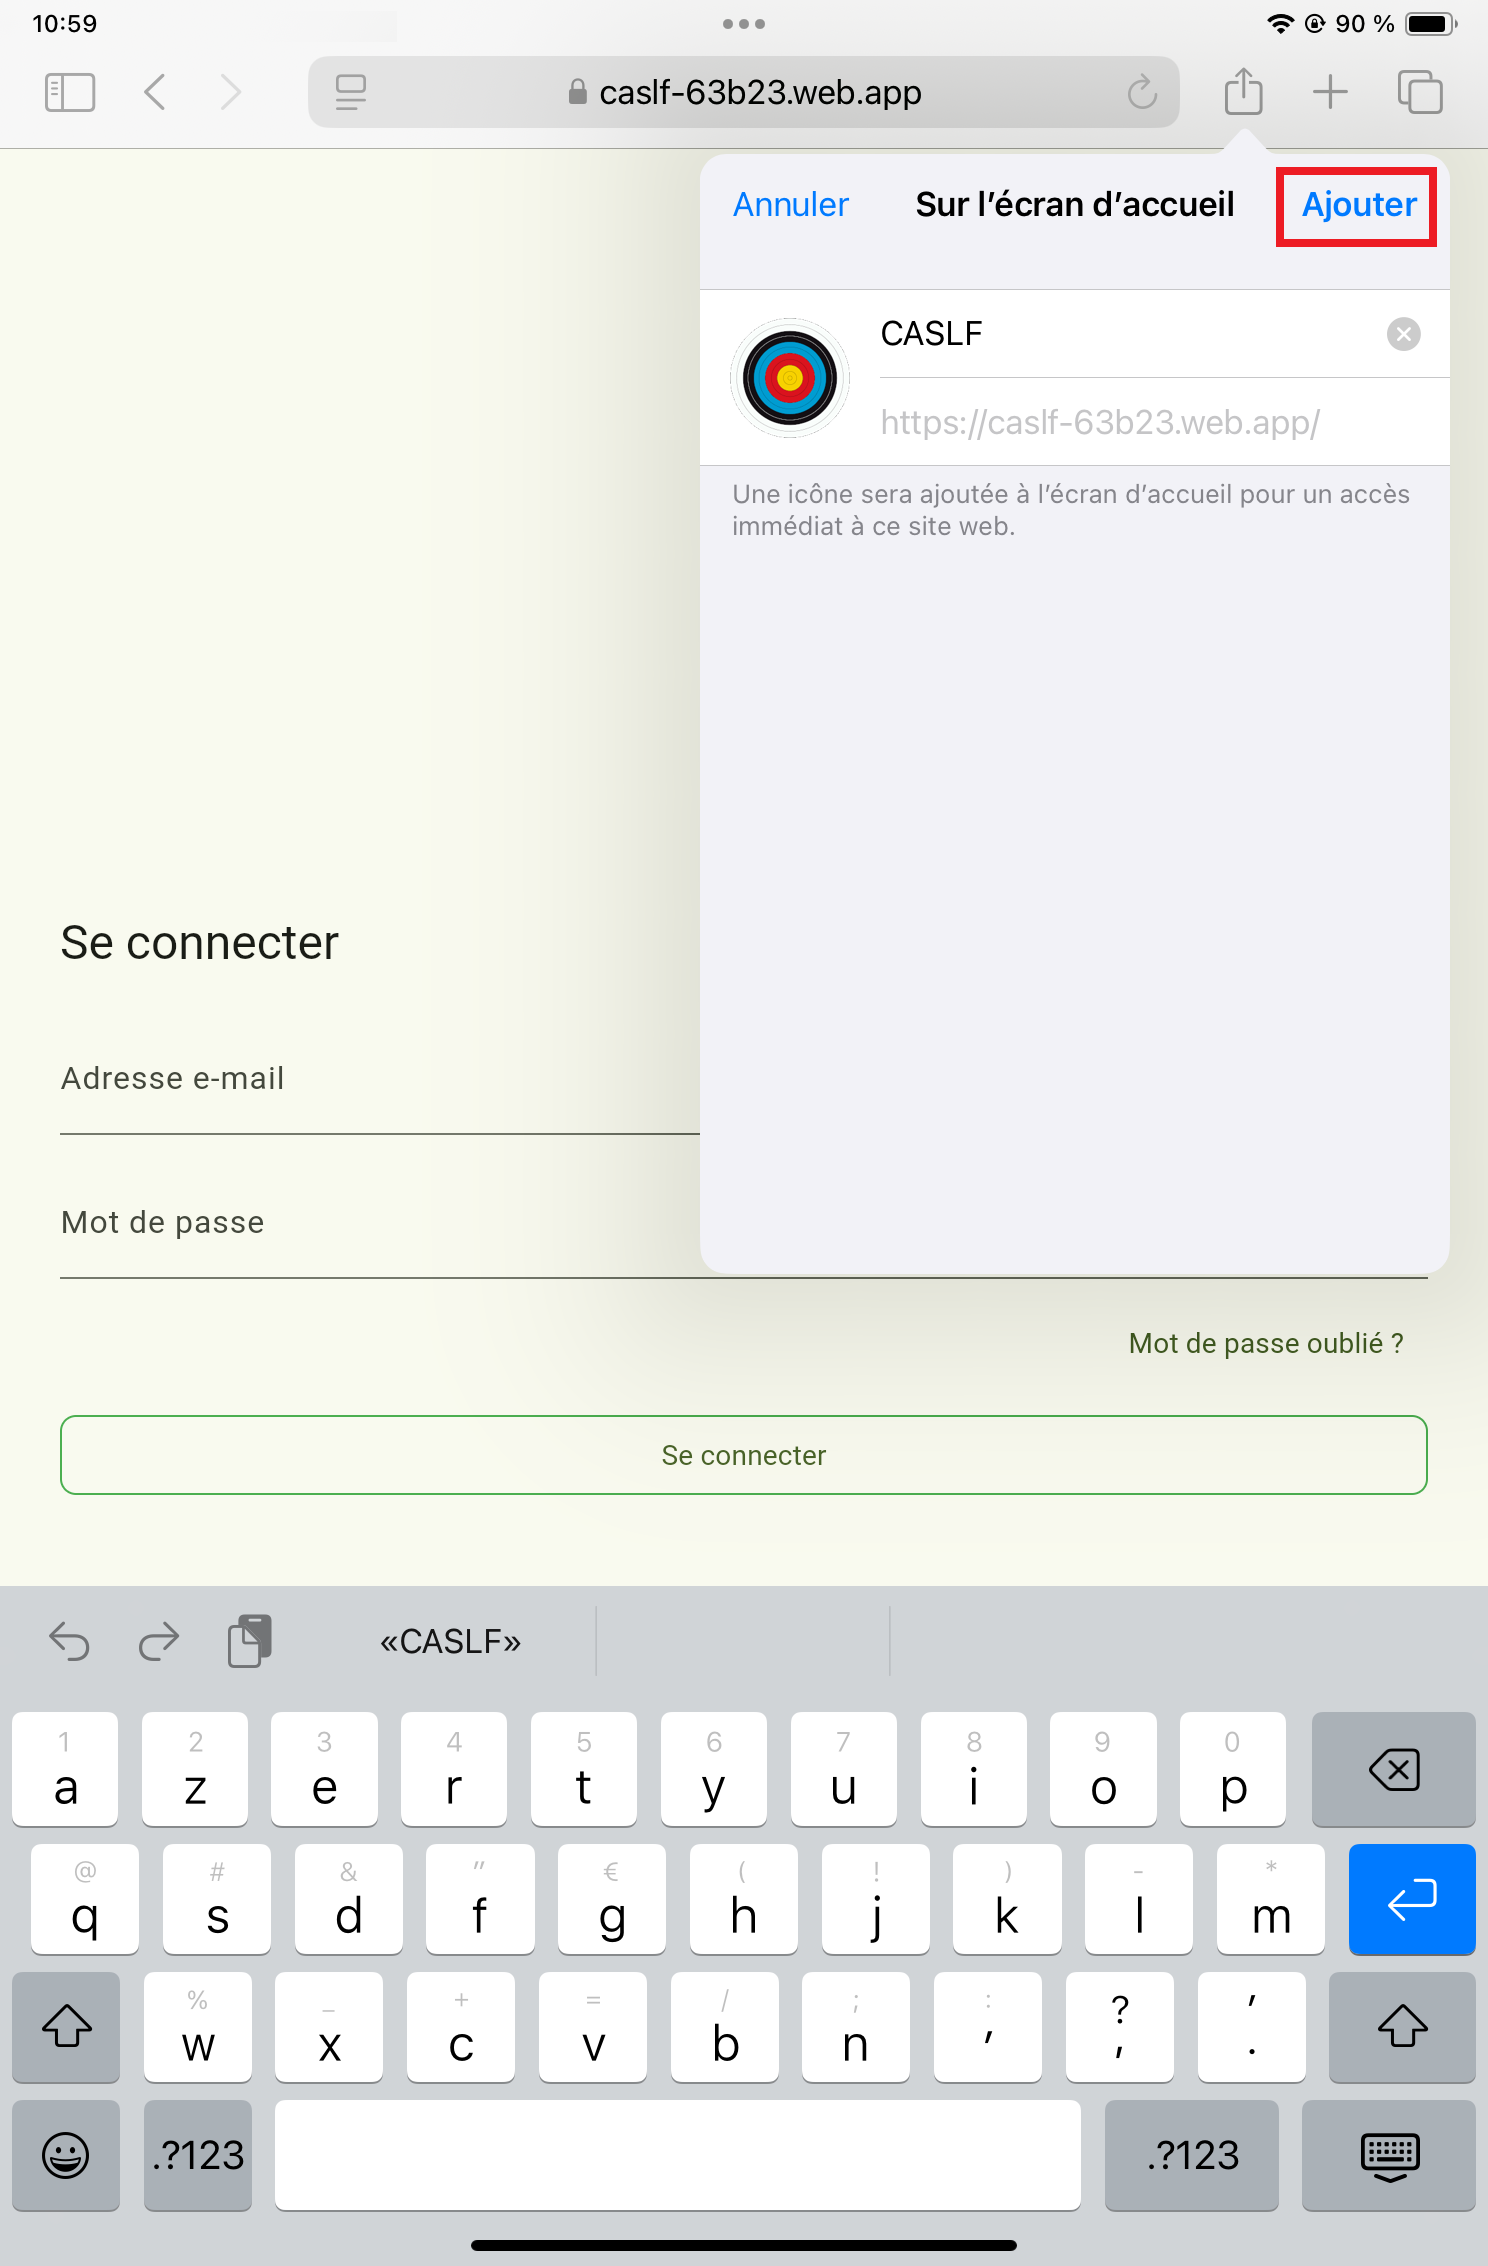 10:59
90 %
caslf-63b23.web.app
Annuler
Sur l’écran d’accueil
Ajouter
CASLF
https://caslf-63b23.web.app/
Une icône sera ajoutée à l’écran d’accueil pour un accès
immédiat à ce site web.
Se connecter
Adresse e-mail
Mot de passe
Mot de passe oublié ?
Se connecter
«CASLF»
1 2 3 4 5 6 7 8 9 0
a z e r t y u i o p
@ # & " € ( ! ) - *
q s d f g h j k l m
% _ + = / ; : ? ’
w x c v b n ’ , .
.?123 .?123